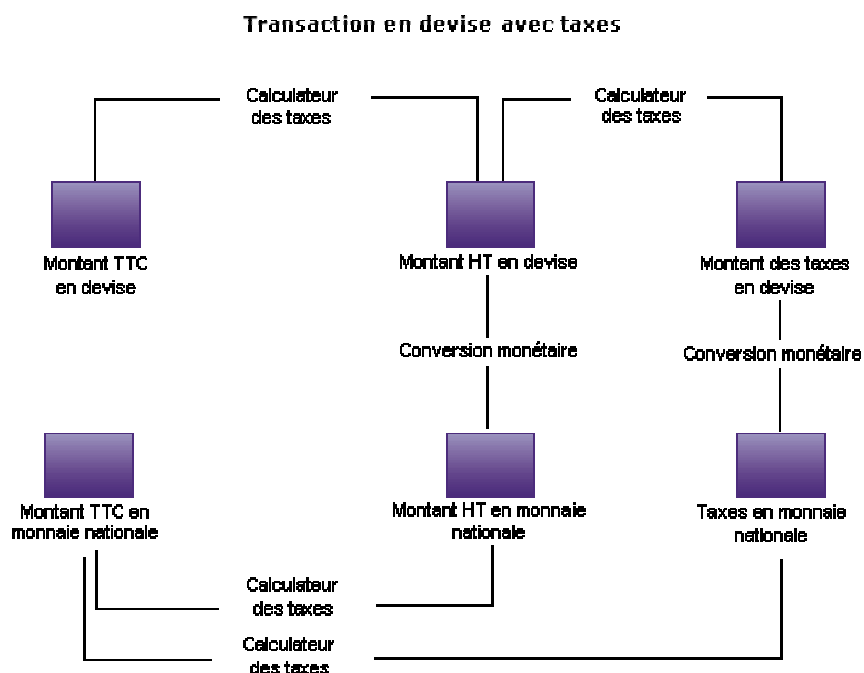 Transaction en devise avec taxes
Calculateur
des taxes
Calculateur
des taxes
Montant TTC
en devise
Montant HT en devise
Montant des taxes
en devise
Conversion monétaire
Conversion monétaire
Montant TTC en
monnaie nationale
Montant HT en monnaie
nationale
Taxes en monnaie
nationale
Calculateur
des taxes
Calculateur
des taxes